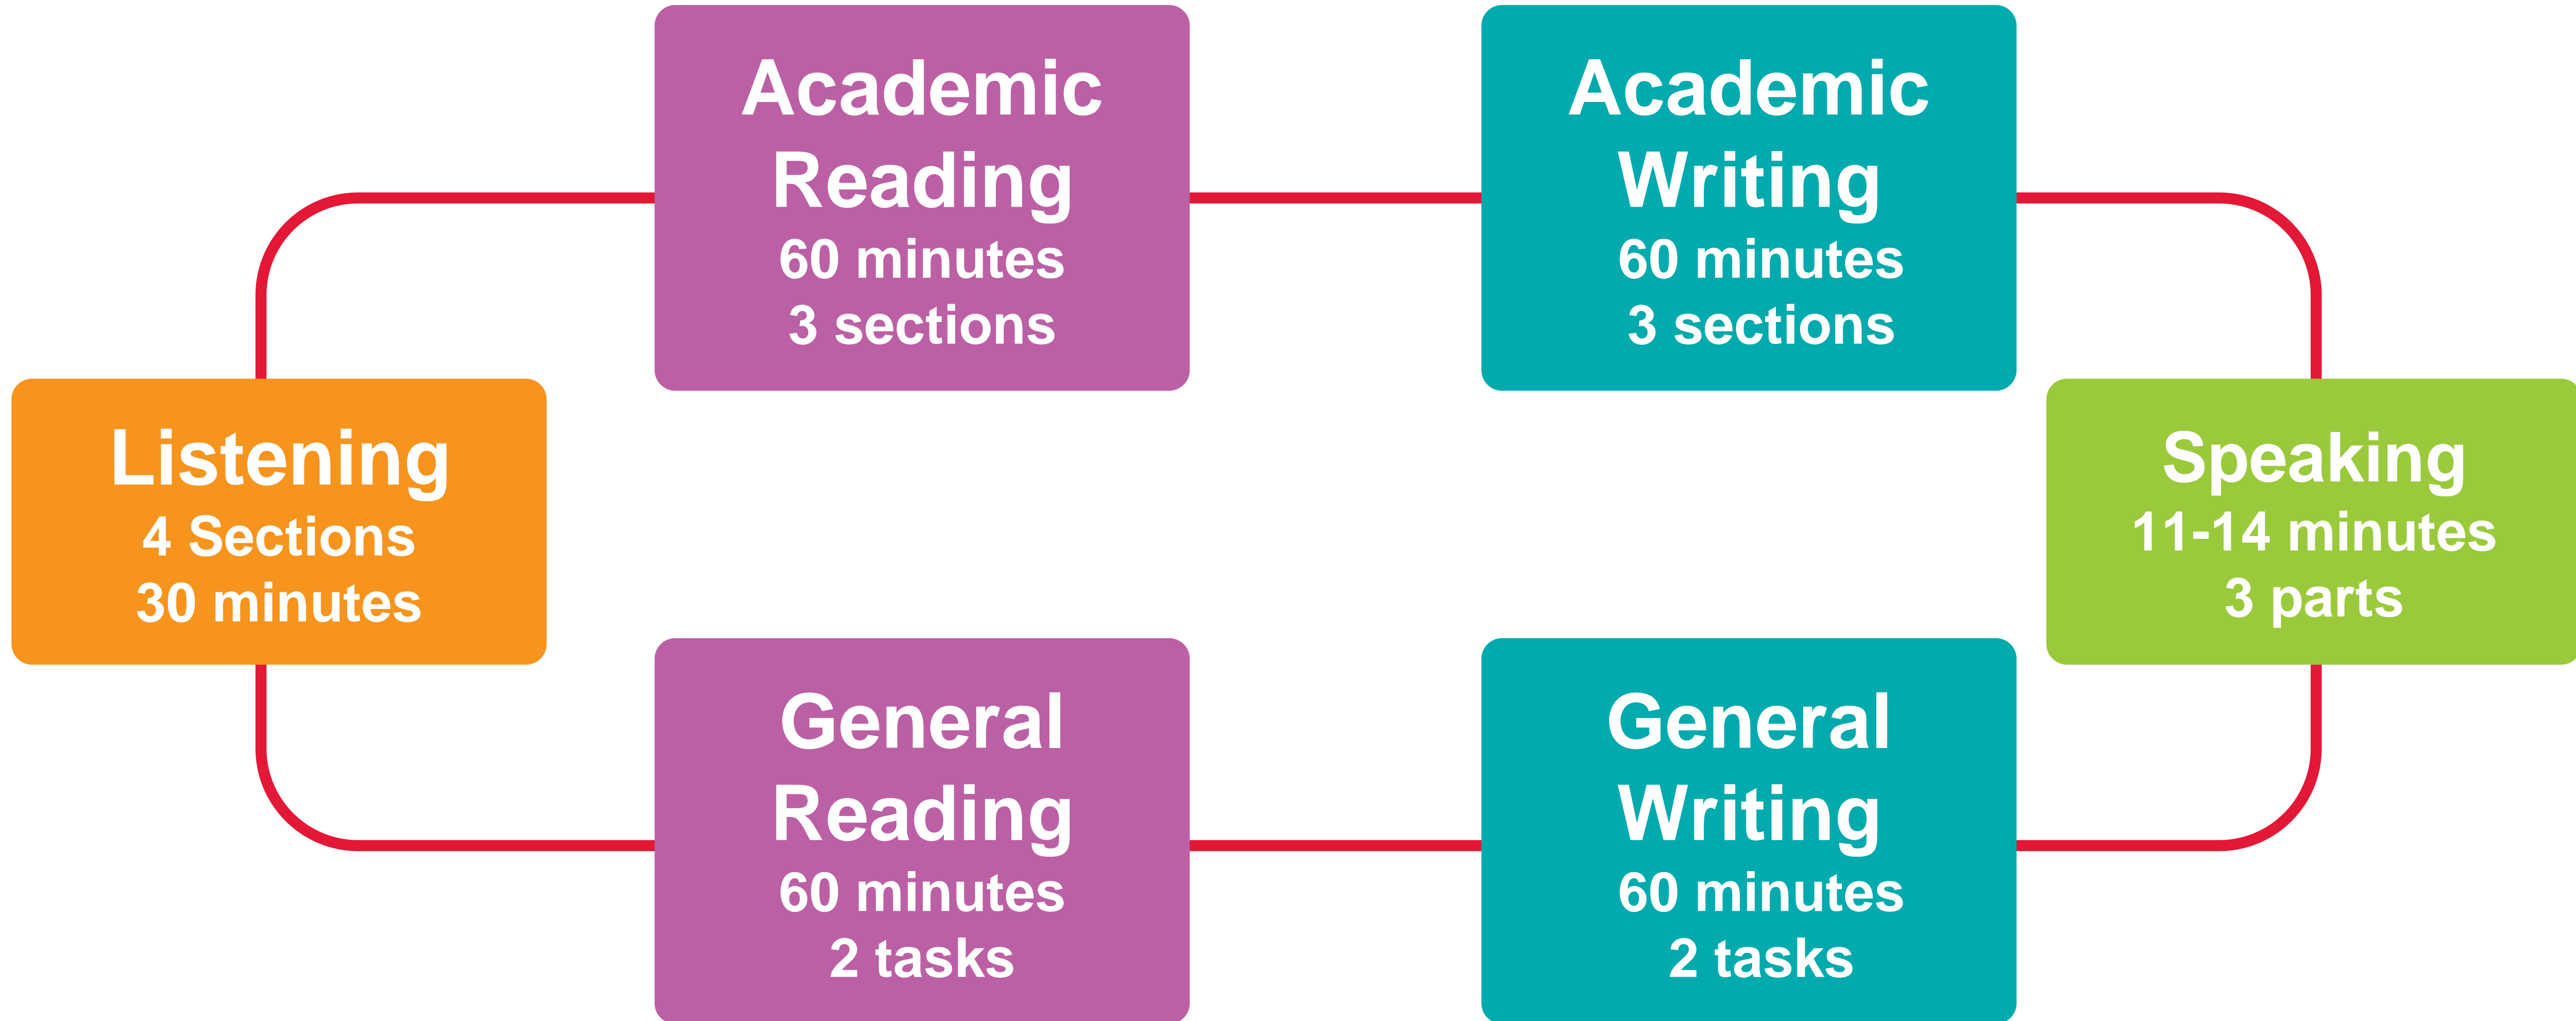 Academic
Reading
60 minutes
3 sections
Academic
Writing
60 minutes
3 sections
Listening
4 Sections
30 minutes
Speaking
11-14 minutes
3 parts
General
Reading
60 minutes
2 tasks
General
Writing
60 minutes
2 tasks